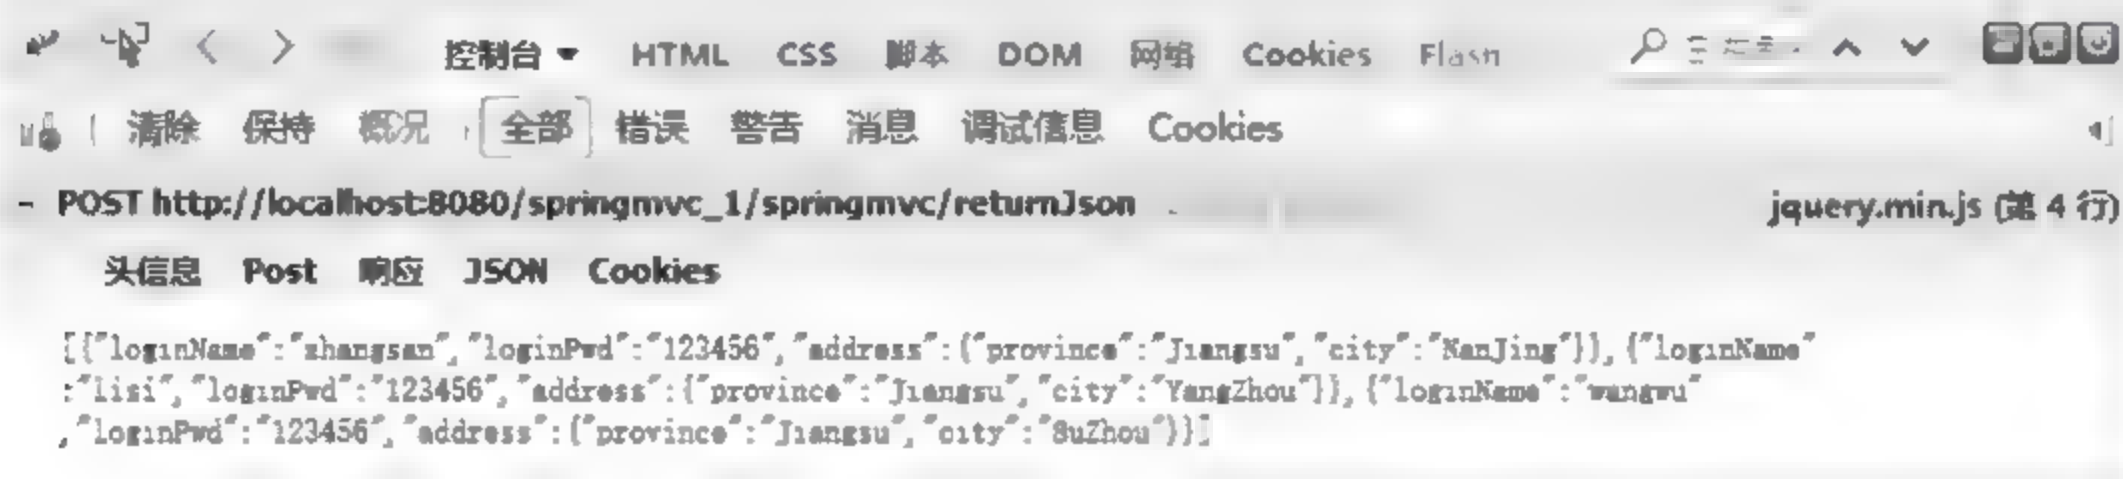 控制台 HTML CSS 脚本 DOM 网络 Cookies Flash
清除 保持 概况 全部 错误 警告 消息 调试信息 Cookies
- POST http://localhost:8080/springmvc_1/springmvc/returnJson jquery.min.js (第 4 行)
头信息 Post 响应 JSON Cookies
[{"loginName":"zhangsan","loginPwd":"123456","address":{"province":"Jiangsu","city":"NanJing"}},{"loginName"
:"lisi","loginPwd":"123456","address":{"province":"Jiangsu","city":"YangZhou"}},{"loginName":"wangwu"
,"loginPwd":"123456","address":{"province":"Jiangsu","city":"SuZhou"}}]